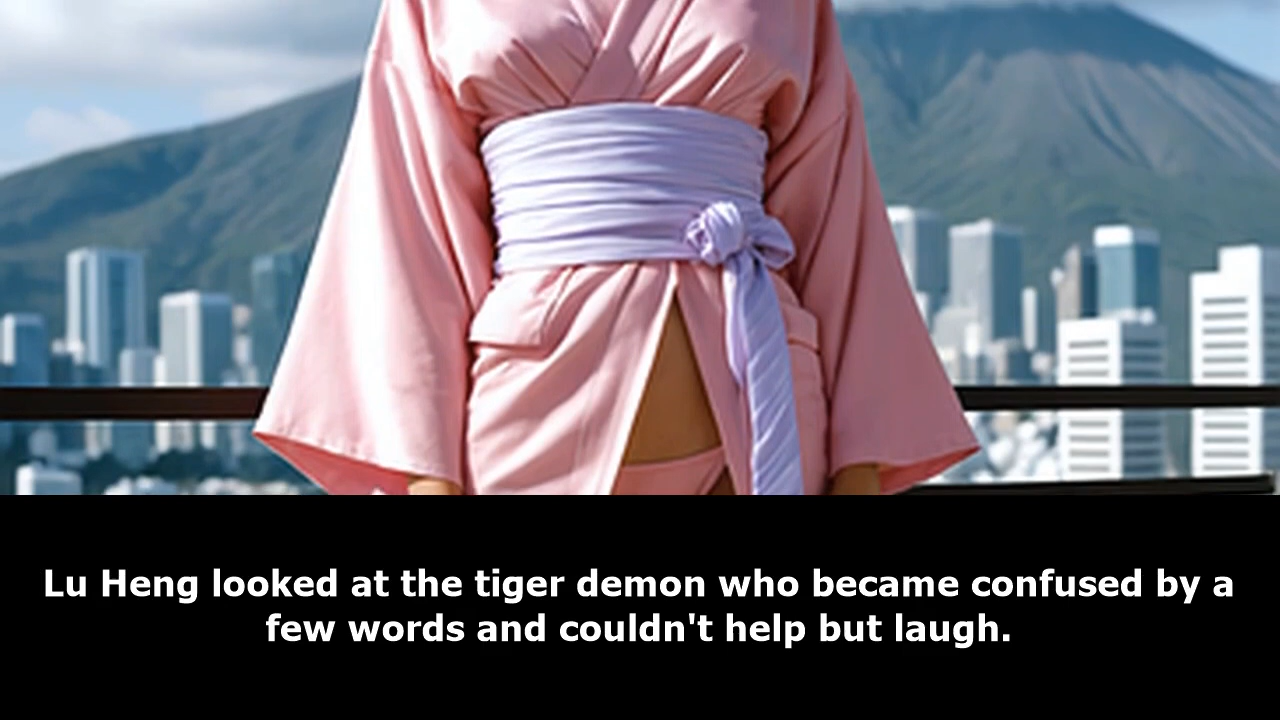 Lu Heng looked at the tiger demon who became confused by a
few words and couldn't help but laugh.